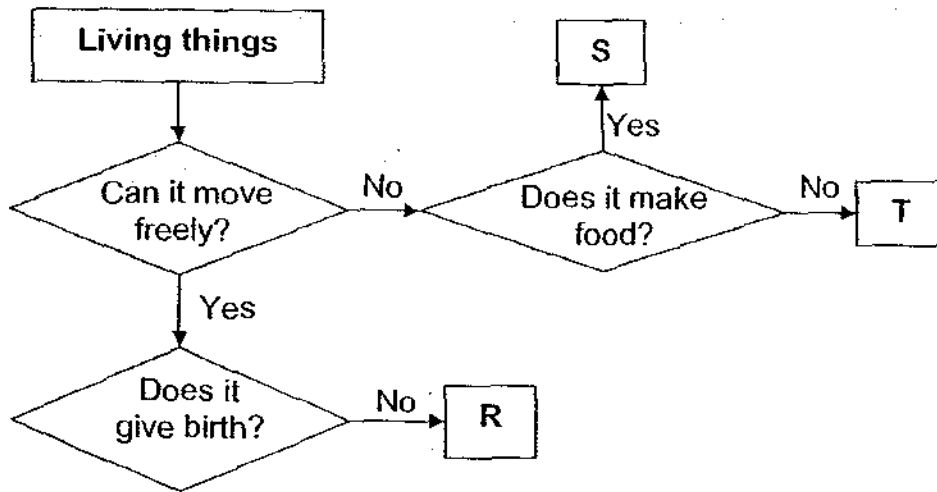 Living things
S
Yes
Can it move
freely?
No
Does it make
food?
No
T
Yes
Does it
give birth?
No
R